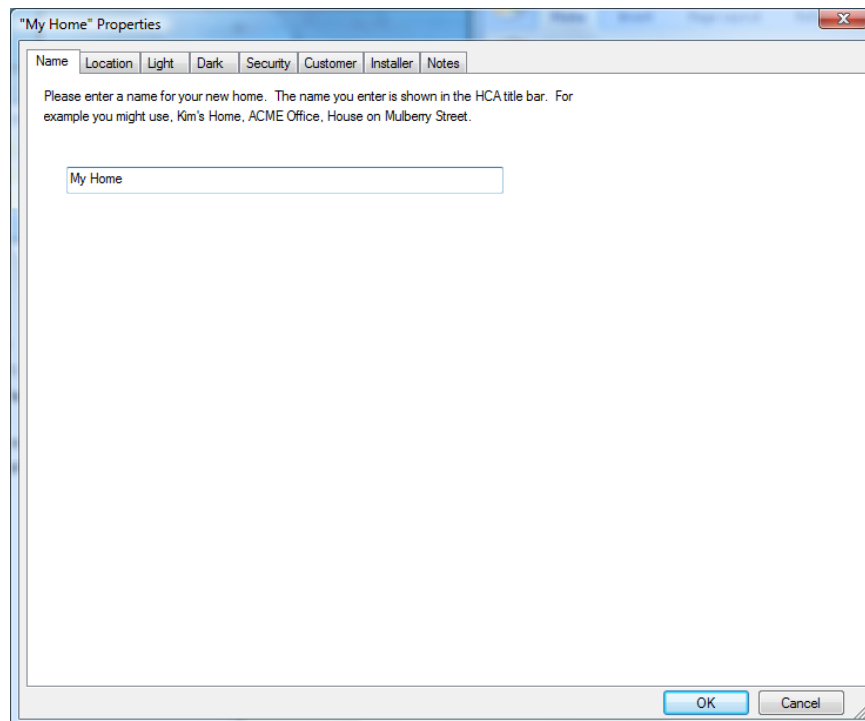 "My Home" Properties
Name Location Light Dark Security Customer Installer Notes
Please enter a name for your new home. The name you enter is shown in the HCA title bar. For
example you might use, Kim's Home, ACME Office, House on Mulberry Street.
My Home
OK Cancel